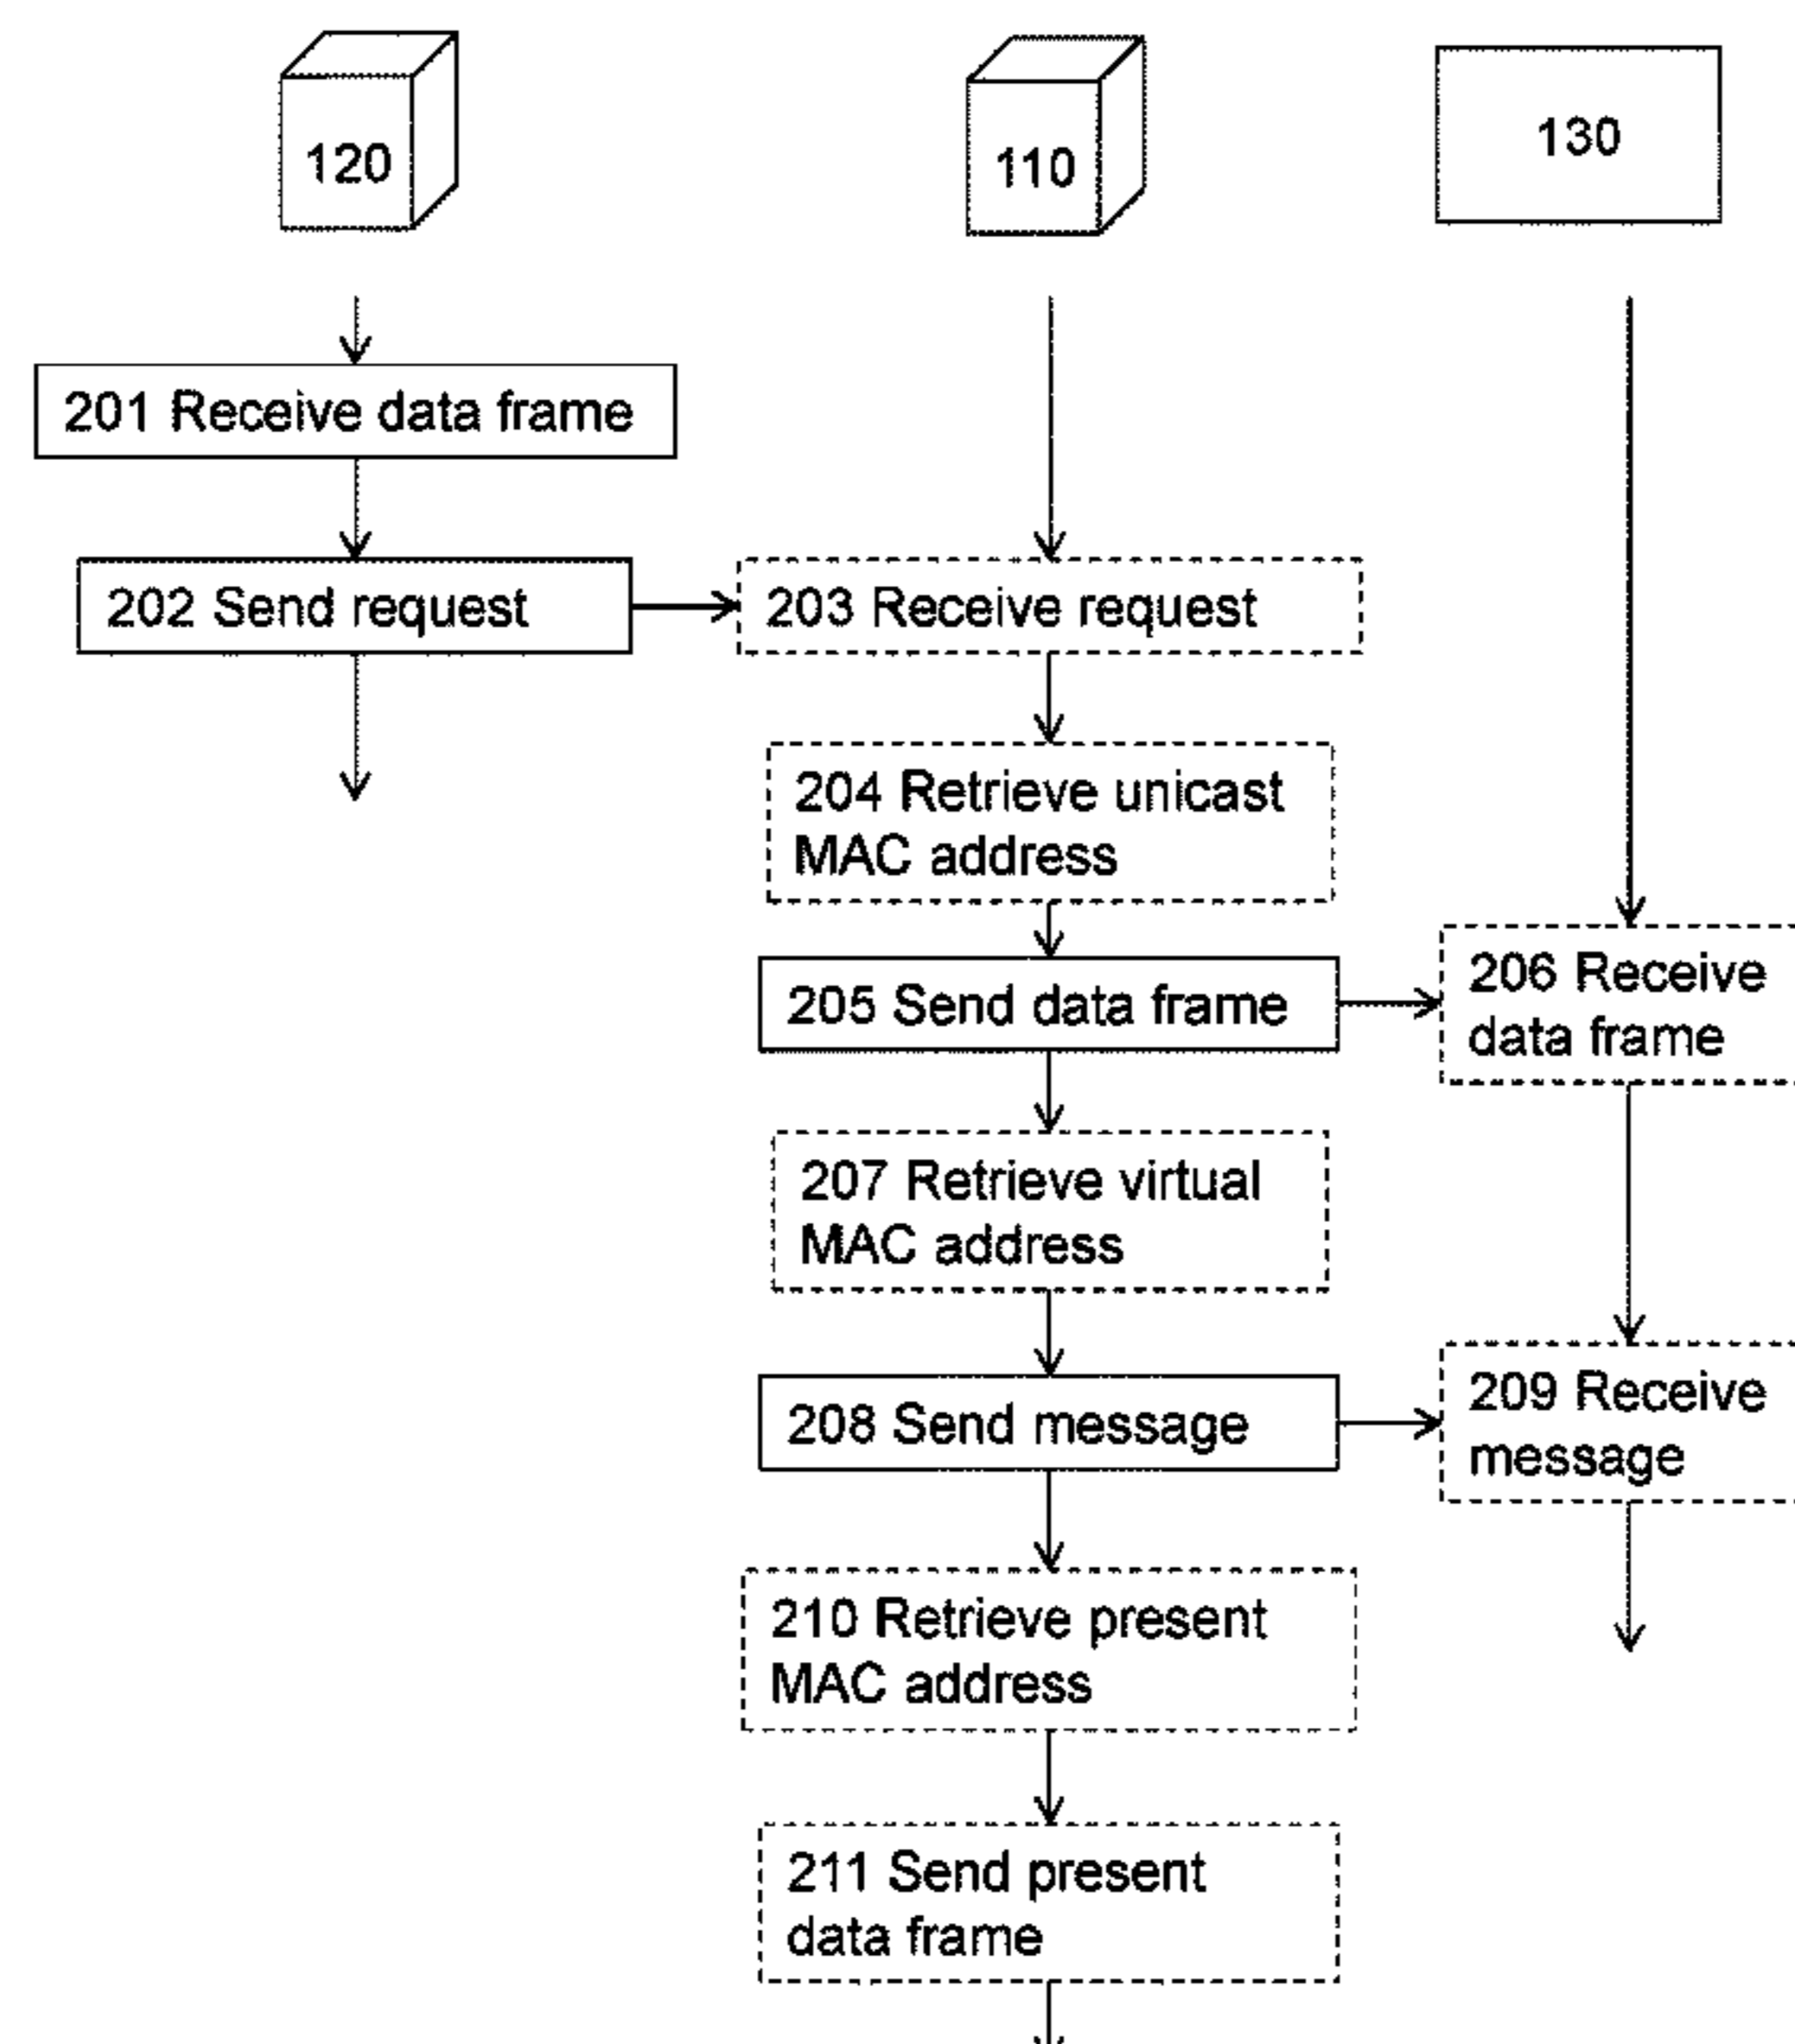 120
110
130
201 Receive data frame
202 Send request
203 Receive request
204 Retrieve unicast
MAC address
205 Send data frame
206 Receive
data frame
207 Retrieve virtual
MAC address
208 Send message
209 Receive
message
210 Retrieve present
MAC address
211 Send present
data frame